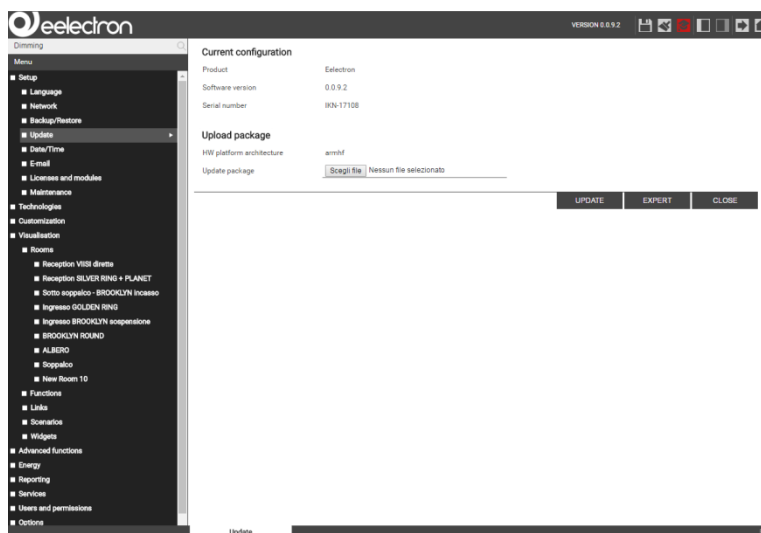 eelectron
VERSION 0.0.9.2
Dimming
Menu
Setup
Language
Network
Backup/Restore
Update
Date/Time
E-mail
Licenses and modules
Maintenance
Technologies
Customization
Visualisation
Rooms
Reception VIISI dirette
Reception SILVER RING + PLANET
Sotto soppalco - BROOKLYN incasso
Ingresso GOLDEN RING
Ingresso BROOKLYN sospensione
BROOKLYN ROUND
ALBERO
Soppalco
New Room 10
Functions
Links
Scenarios
Widgets
Advanced functions
Energy
Reporting
Services
Users and permissions
Options
Current configuration
Product Eelectron
Software version 0.0.9.2
Serial number IKN-17108
Upload package
HW platform architecture armhf
Update package Scegli file Nessun file selezionato
UPDATE EXPERT CLOSE
Update